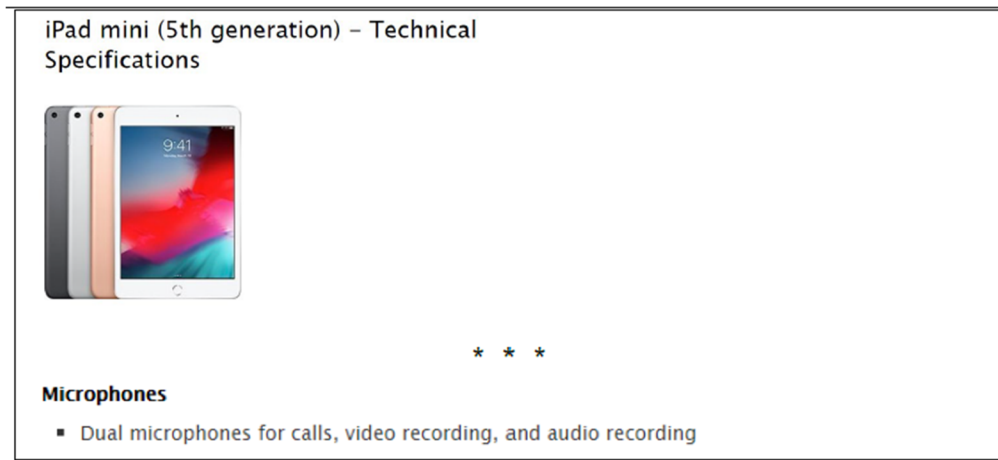 iPad mini (5th generation) – Technical
Specifications
9:41
* * *
Microphones
▪ Dual microphones for calls, video recording, and audio recording